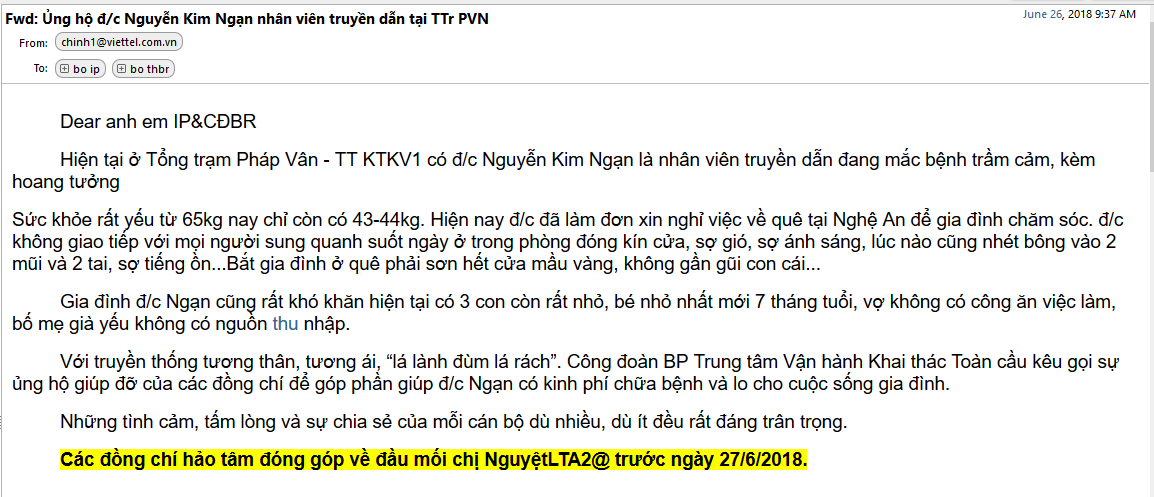 Fwd: Ủng hộ đ/c Nguyễn Kim Ngạn nhân viên truyền dẫn tại TTr PVN
June 26, 2018 9:37 AM
From: chinh1@viettel.com.vn
To: bo ip bo thbr
Dear anh em IP&CĐBR
Hiện tại ở Tổng trạm Pháp Vân - TT KTKV1 có đ/c Nguyễn Kim Ngạn là nhân viên truyền dẫn đang mắc bệnh trầm cảm, kèm
hoang tưởng
Sức khỏe rất yếu từ 65kg nay chỉ còn có 43-44kg. Hiện nay đ/c đã làm đơn xin nghỉ việc về quê tại Nghệ An để gia đình chăm sóc. đ/c
không giao tiếp với mọi người sung quanh suốt ngày ở trong phòng đóng kín cửa, sợ gió, sợ ánh sáng, lúc nào cũng nhét bông vào 2
mũi và 2 tai, sợ tiếng ồn...Bắt gia đình ở quê phải sơn hết cửa mầu vàng, không gần gũi con cái...
Gia đình đ/c Ngạn cũng rất khó khăn hiện tại có 3 con còn rất nhỏ, bé nhỏ nhất mới 7 tháng tuổi, vợ không có công ăn việc làm,
bố mẹ già yếu không có nguồn thu nhập.
Với truyền thống tương thân, tương ái, “lá lành đùm lá rách”. Công đoàn BP Trung tâm Vận hành Khai thác Toàn cầu kêu gọi sự
ủng hộ giúp đỡ của các đồng chí để góp phần giúp đ/c Ngạn có kinh phí chữa bệnh và lo cho cuộc sống gia đình.
Những tình cảm, tấm lòng và sự chia sẻ của mỗi cán bộ dù nhiều, dù ít đều rất đáng trân trọng.
Các đồng chí hảo tâm đóng góp về đầu mối chị NguyệtLTA2@ trước ngày 27/6/2018.